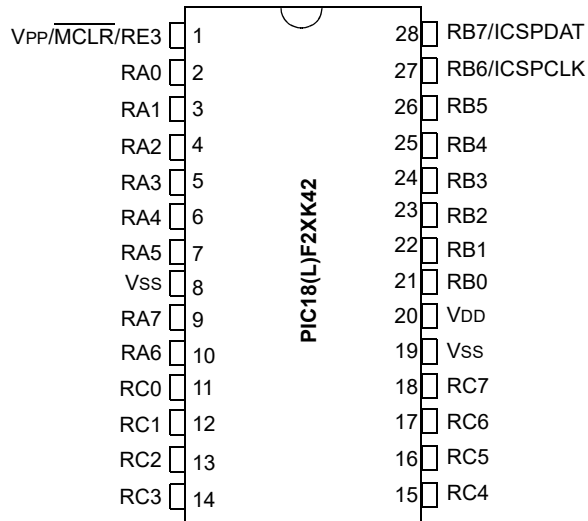 VPP/MCLR/RE3 1 28 RB7/ICSPDAT
RA0 2 27 RB6/ICSPCLK
RA1 3 26 RB5
RA2 4 25 RB4
RA3 5 24 RB3
RA4 6 23 RB2
RA5 7 22 RB1
VSS 8 21 RB0
RA7 9 20 VDD
RA6 10 19 VSS
RC0 11 18 RC7
RC1 12 17 RC6
RC2 13 16 RC5
RC3 14 15 RC4
PIC18(L)F2XK42